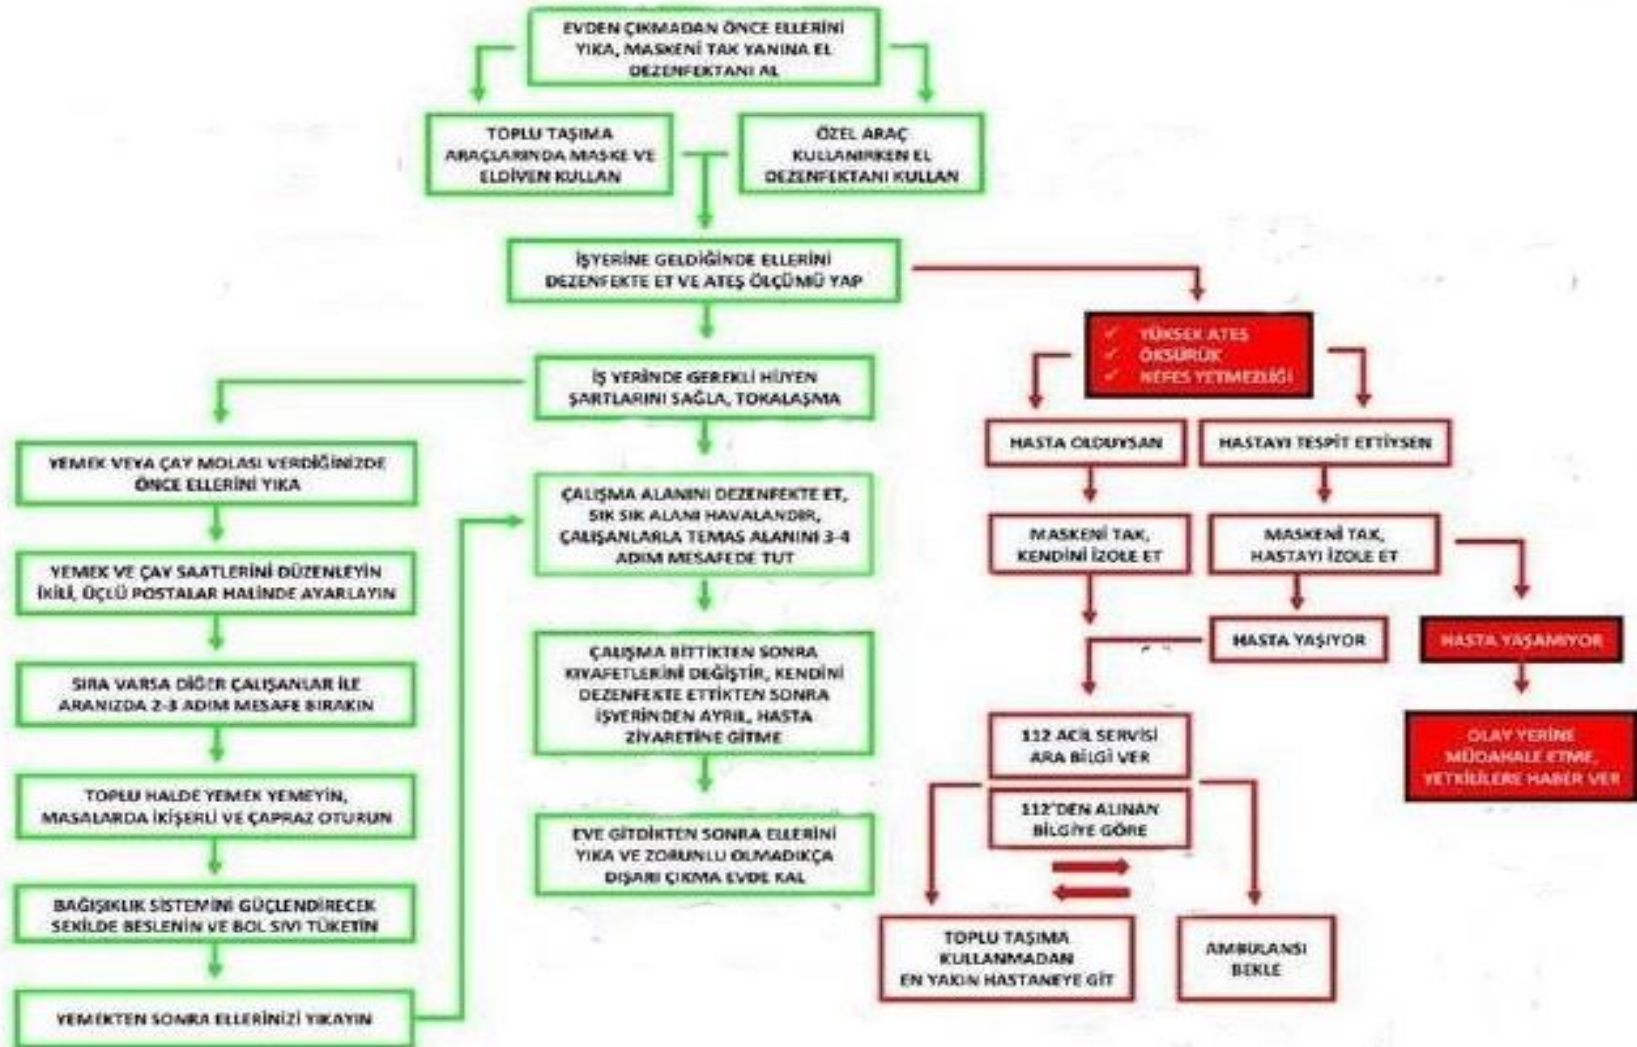 EVDEN ÇIKMADAN ÖNCE ELLERİNİ
YIKA, MASKENİ TAK YANINA EL
DEZENFEKTANI AL
TOPLU TAŞIMA
ARAÇLARINDA MASKE VE
ELDİVEN KULLAN
ÖZEL ARAÇ
KULLANIRKEN EL
DEZENFEKTANI KULLAN
İŞYERİNE GELDİĞİNDE ELLERİNİ
DEZENFEKTE ET VE ATEŞ ÖLÇÜMÜ YAP
✓ YÜKSEK ATEŞ
✓ ÖKSÜRÜK
✓ NEFES YETMEZLİĞİ
İŞ YERİNDE GEREKLİ HİJYEN
ŞARTLARINI SAĞLA, TOKALAŞMA
HASTA OLDUYSAN
HASTAYI TESPİT ETTİYSEN
YEMEK VEYA ÇAY MOLASI VERDİĞİNİZDE
ÖNCE ELLERİNİ YIKA
ÇALIŞMA ALANINI DEZENFEKTE ET,
SIK SIK ALANI HAVALANDIR,
ÇALIŞANLARLA TEMAS ALANINI 3-4
ADIM MESAFEDE TUT
MASKENİ TAK,
KENDİNİ İZOLE ET
MASKENİ TAK,
HASTAYI İZOLE ET
YEMEK VE ÇAY SAATLERİNİ DÜZENLEYİN
İKİLİ, ÜÇLÜ POSTALAR HALİNDE AYARLAYIN
HASTA YAŞIYOR
HASTA YAŞAMIYOR
ÇALIŞMA BİTTİKTEN SONRA
KIYAFETLERİNİ DEĞİŞTİR, KENDİNİ
DEZENFEKTE ETTİKTEN SONRA
İŞYERİNDEN AYRIL, HASTA
ZİYARETİNE GİTME
SIRA VARSA DİĞER ÇALIŞANLAR İLE
ARANIZDA 2-3 ADIM MESAFE BIRAKIN
112 ACİL SERVİSİ
ARA BİLGİ VER
OLAY YERİNE
MÜDAHALE ETME,
YETKİLİLERE HABER VER
TOPLU HALDE YEMEK YEMEYİN,
MASALARDA İKİŞERLİ VE ÇAPRAZ OTURUN
112'DEN ALINAN
BİLGİYE GÖRE
EVE GİTDİKTEN SONRA ELLERİNİ
YIKA VE ZORUNLU OLMADIKÇA
DIŞARI ÇIKMA EVDE KAL
BAĞIŞIKLIK SİSTEMİNİ GÜÇLENDİRECEK
ŞEKİLDE BESLENİN VE BOL SIVI TÜKETİN
TOPLU TAŞIMA
KULLANMADAN
EN YAKIN HASTANEYE GİT
AMBULANSI
BEKLE
YEMEKTEN SONRA ELLERİNİZİ YIKAYIN